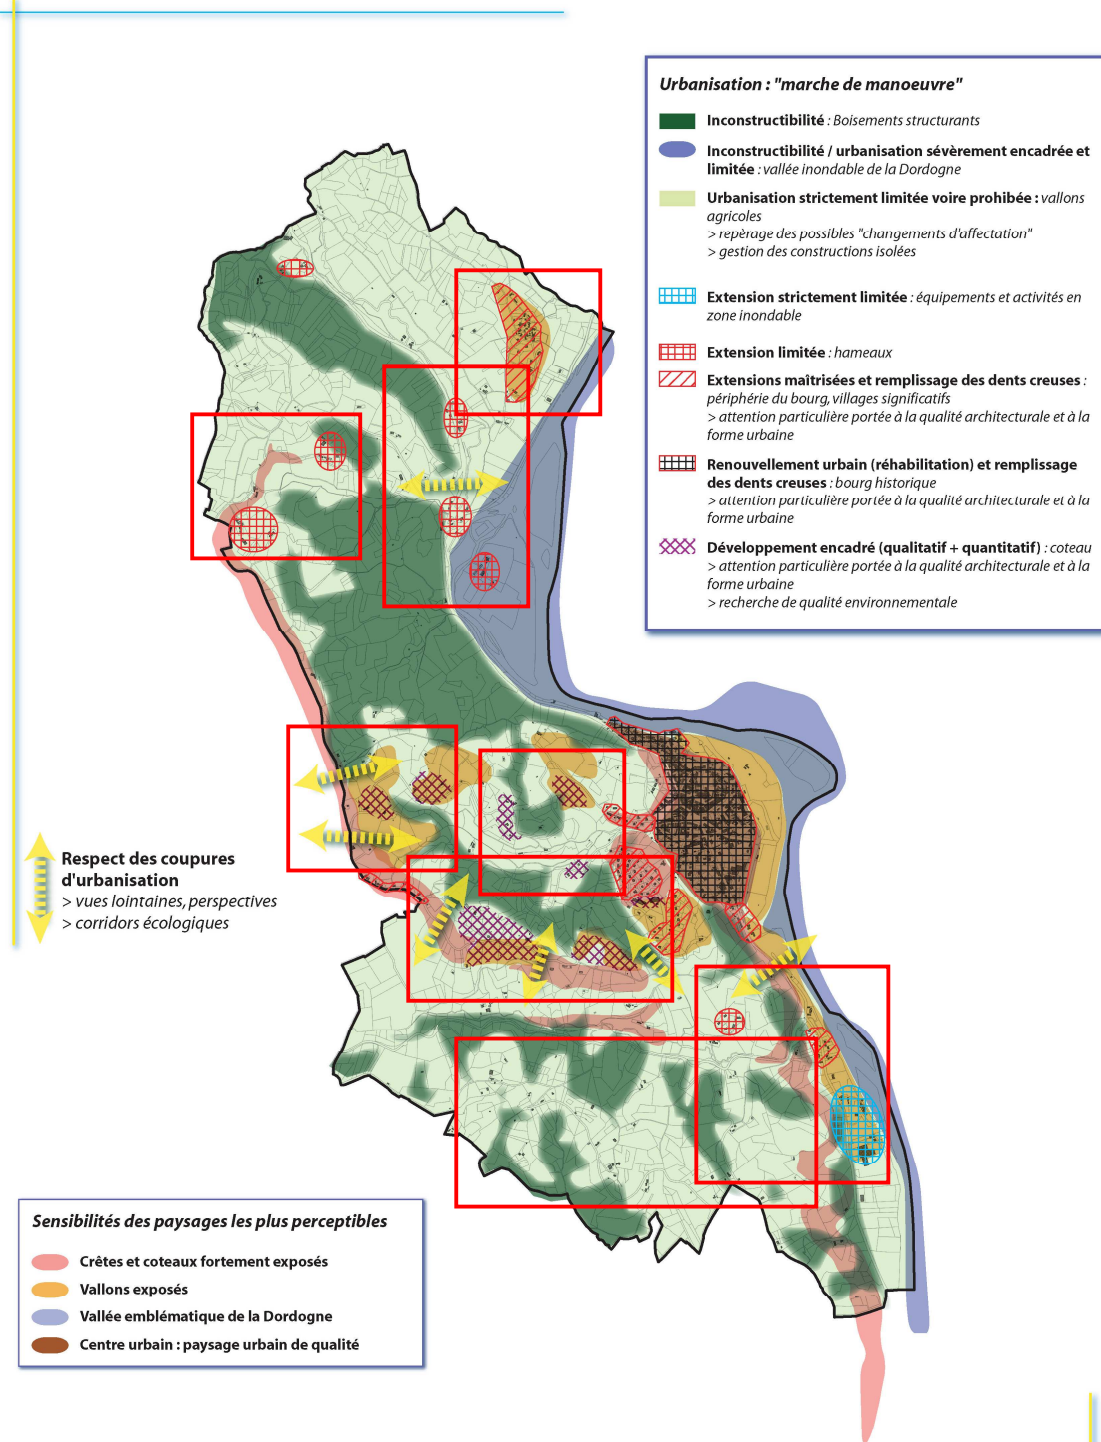 Urbanisation : "marche de manoeuvre"
Inconstructibilité : Boisements structurants
Inconstructibilité / urbanisation sévèrement encadrée et
limitée : vallée inondable de la Dordogne
Urbanisation strictement limitée voire prohibée : vallons
agricoles
> repèrage des possibles "changements d'affectation"
> gestion des constructions isolées
Extension strictement limitée : équipements et activités en
zone inondable
Extension limitée : hameaux
Extensions maîtrisées et remplissage des dents creuses :
périphérie du bourg, villages significatifs
> attention particulière portée à la qualité architecturale et à la
forme urbaine
Renouvellement urbain (réhabilitation) et remplissage
des dents creuses : bourg historique
> attention particulière portée à la qualité architecturale et à la
forme urbaine
Développement encadré (qualitatif + quantitatif) : coteau
> attention particulière portée à la qualité architecturale et à la
forme urbaine
> recherche de qualité environnementale
Respect des coupures
d'urbanisation
> vues lointaines, perspectives
> corridors écologiques
Sensibilités des paysages les plus perceptibles
Crêtes et coteaux fortement exposés
Vallons exposés
Vallée emblématique de la Dordogne
Centre urbain : paysage urbain de qualité